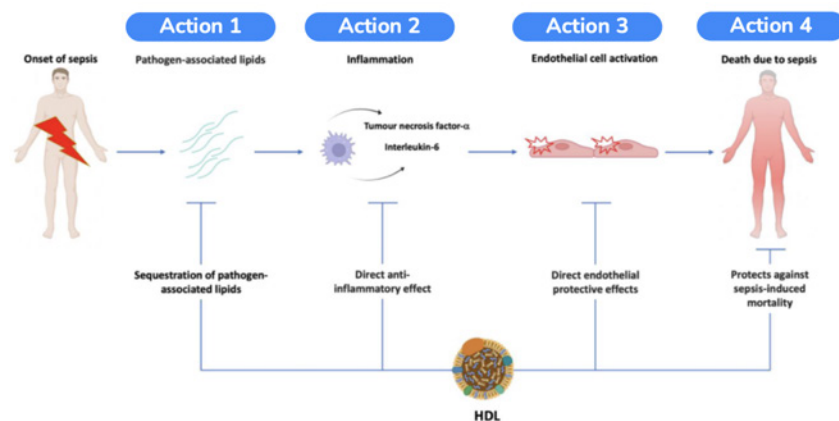 Action 1
Action 2
Action 3
Action 4
Onset of sepsis
Pathogen-associated lipids
Inflammation
Endothelial cell activation
Death due to sepsis
Tumour necrosis factor-α
Interleukin-6
Sequestration of pathogen-
associated lipids
Direct anti-
inflammatory effect
Direct endothelial
protective effects
Protects against
sepsis-induced
mortality
HDL